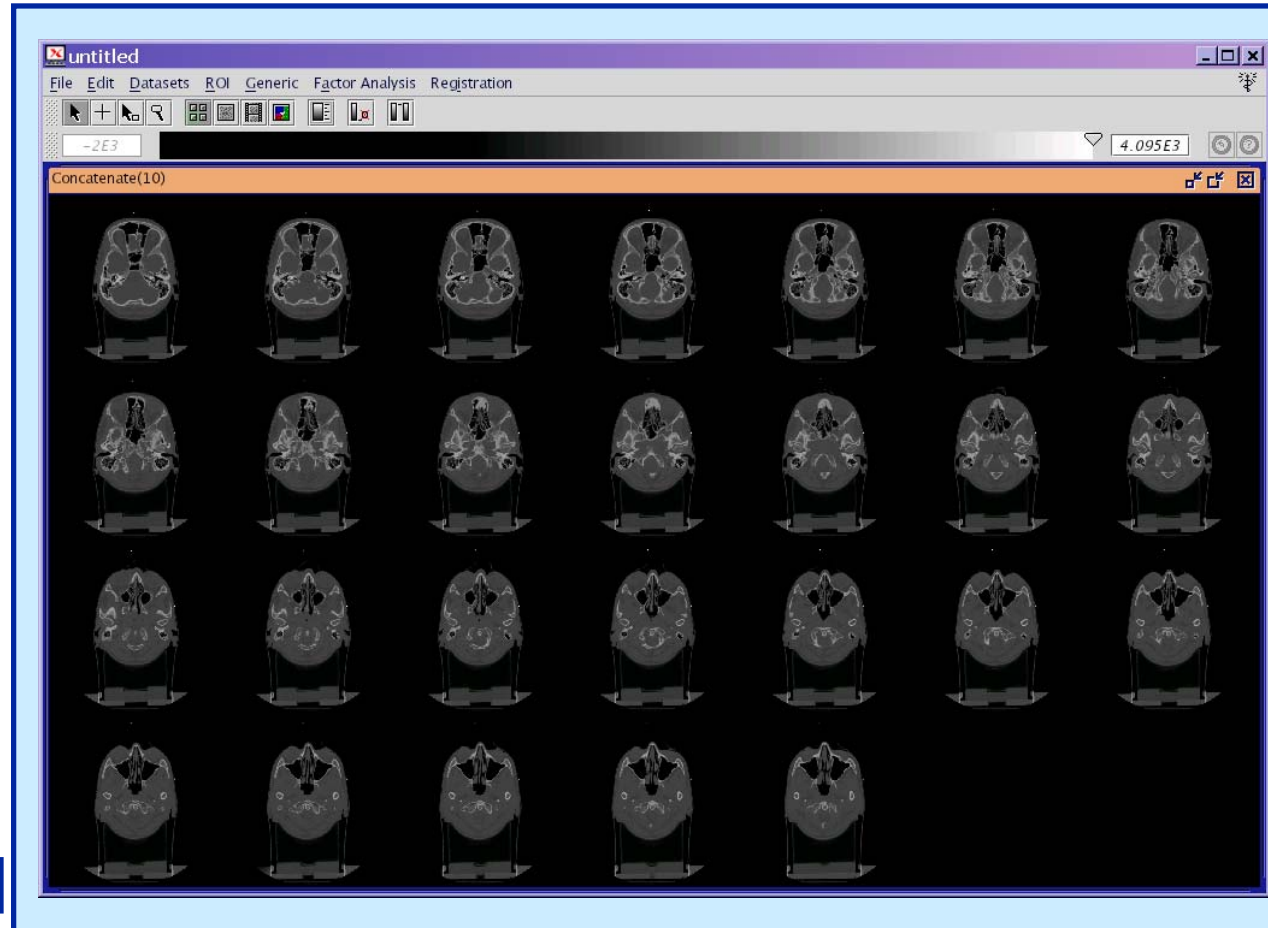 untitled
File Edit Datasets ROI Generic Factor Analysis Registration
-2E3 4.095E3
Concatenate(10)